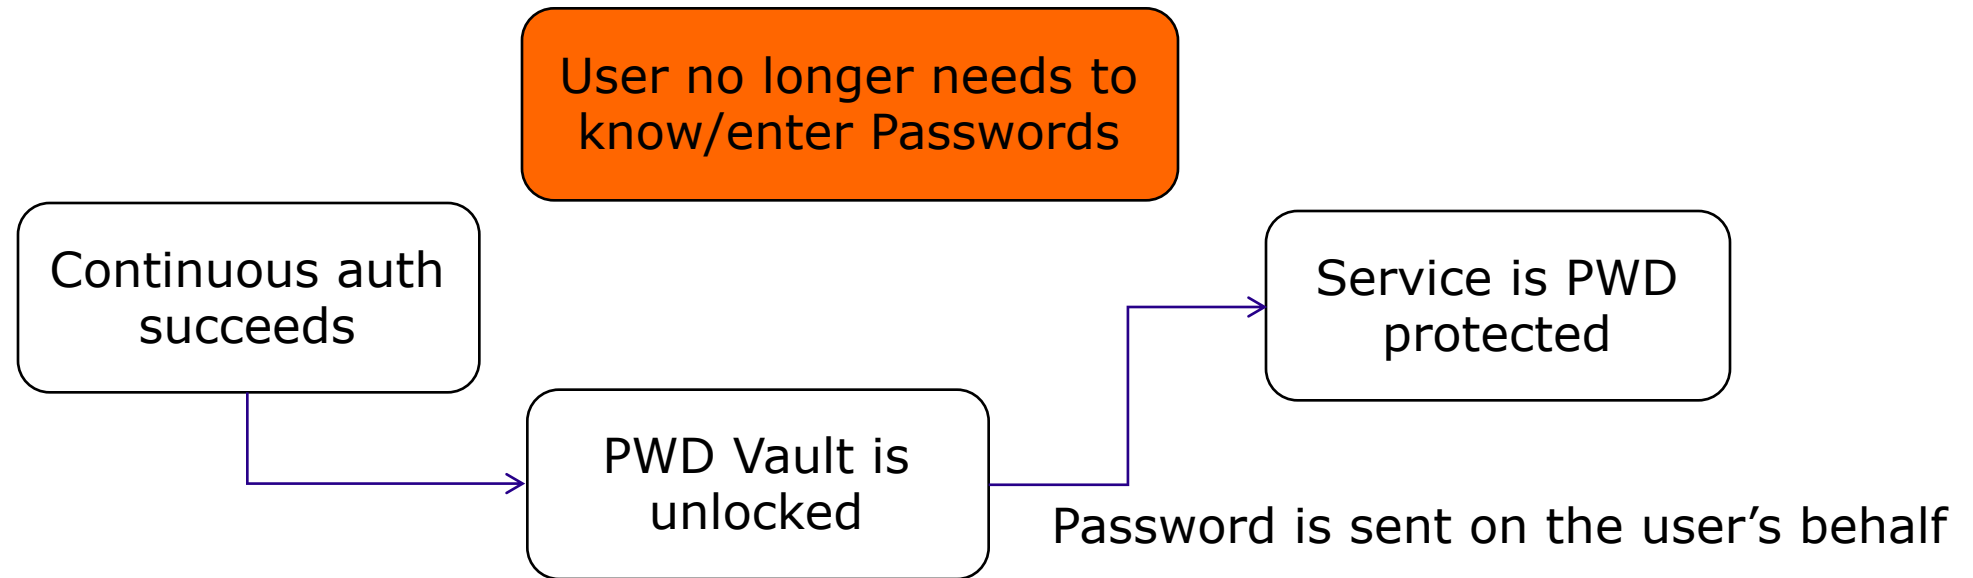 User no longer needs to
know/enter Passwords
Continuous auth
succeeds
Service is PWD
protected
PWD Vault is
unlocked
Password is sent on the user’s behalf